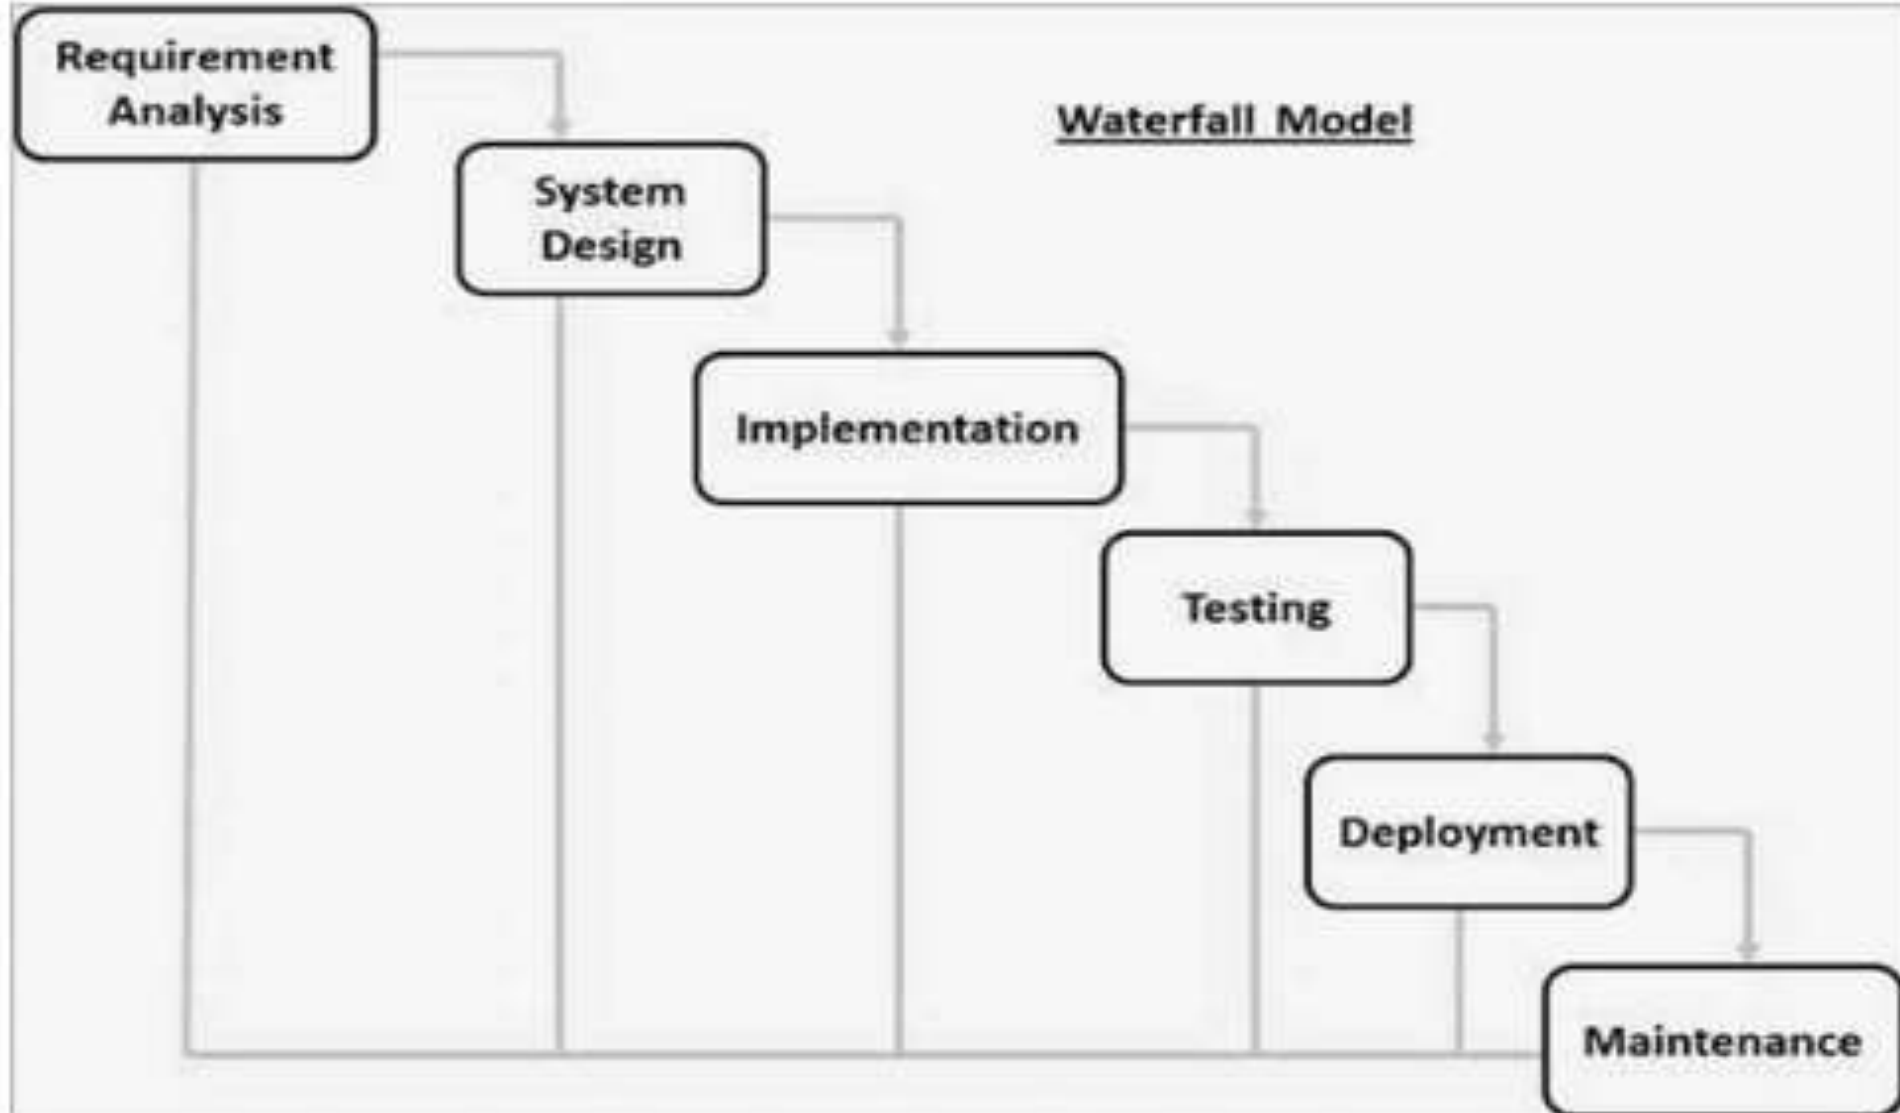 Requirement
Analysis
Waterfall Model
System
Design
Implementation
Testing
Deployment
Maintenance